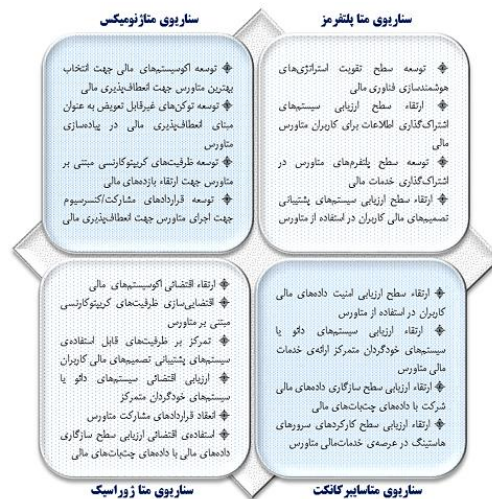 سناریوی متا پلتفرمز
سناریوی متاژنومیکس
✦ توسعه سطح تقویت استراتژی‌های
هوشمندسازی فناوری مالی
✦ ارتقاء سطح ارزیابی سیستم‌های
اشتراک‌گذاری اطلاعات برای کاربران متاورس
مالی
✦ توسعه سطح پلتفرم‌های متاورس در
اشتراک‌گذاری خدمات مالی
✦ ارتقاء سطح ارزیابی سیستم‌های پشتیبانی
تصمیم‌های مالی کاربران در استفاده از متاورس
✦ توسعه اکوسیستم‌های مالی جهت انتخاب
بهترین متاورس جهت انعطاف‌پذیری مالی
✦ توسعه توکن‌های غیرقابل تعویض به عنوان
مبنای انعطاف‌پذیری مالی در پیاده‌سازی
متاورس
✦ توسعه ظرفیت‌های کریپتوکارنسی مبتنی بر
متاورس جهت ارتقاء بازده‌های مالی
✦ توسعه قراردادهای مشارکت/کنسرسیوم
جهت اجرای متاورس جهت انعطاف‌پذیری مالی
✦ ارتقاء سطح ارزیابی امنیت داده‌های مالی
کاربران در استفاده از متاورس
✦ ارتقاء ارزیابی سیستم‌های دائو یا
سیستم‌های خودگردان متمرکز ارائه‌ی خدمات
مالی متاورس
✦ ارتقاء ارزیابی سطح سازگاری داده‌های مالی
شرکت با داده‌های چت‌بات‌های مالی
✦ ارتقاء ارزیابی سطح کارکردهای سرورهای
هاستینگ در عرصه‌ی خدمات‌مالی متاورس
✦ ارتقاء اقتضائی اکوسیستم‌های مالی
✦ اقتضایی‌سازی ظرفیت‌های کریپتوکارنسی
مبتنی بر متاورس
✦ تمرکز بر ظرفیت‌های قابل استفاده‌ی
سیستم‌های پشتیبانی تصمیم‌های مالی کاربران
✦ ارزیابی اقتضائی سیستم‌های دائو یا
سیستم‌های خودگردان متمرکز
✦ انعقاد قراردادهای مشارکت متاورس
✦ استفاده‌ی اقتضائی ارزیابی سطح سازگاری
داده‌های مالی با داده‌های چت‌بات‌های مالی
سناریوی متاسایبرکانکت
سناریوی متا ژوراسیک